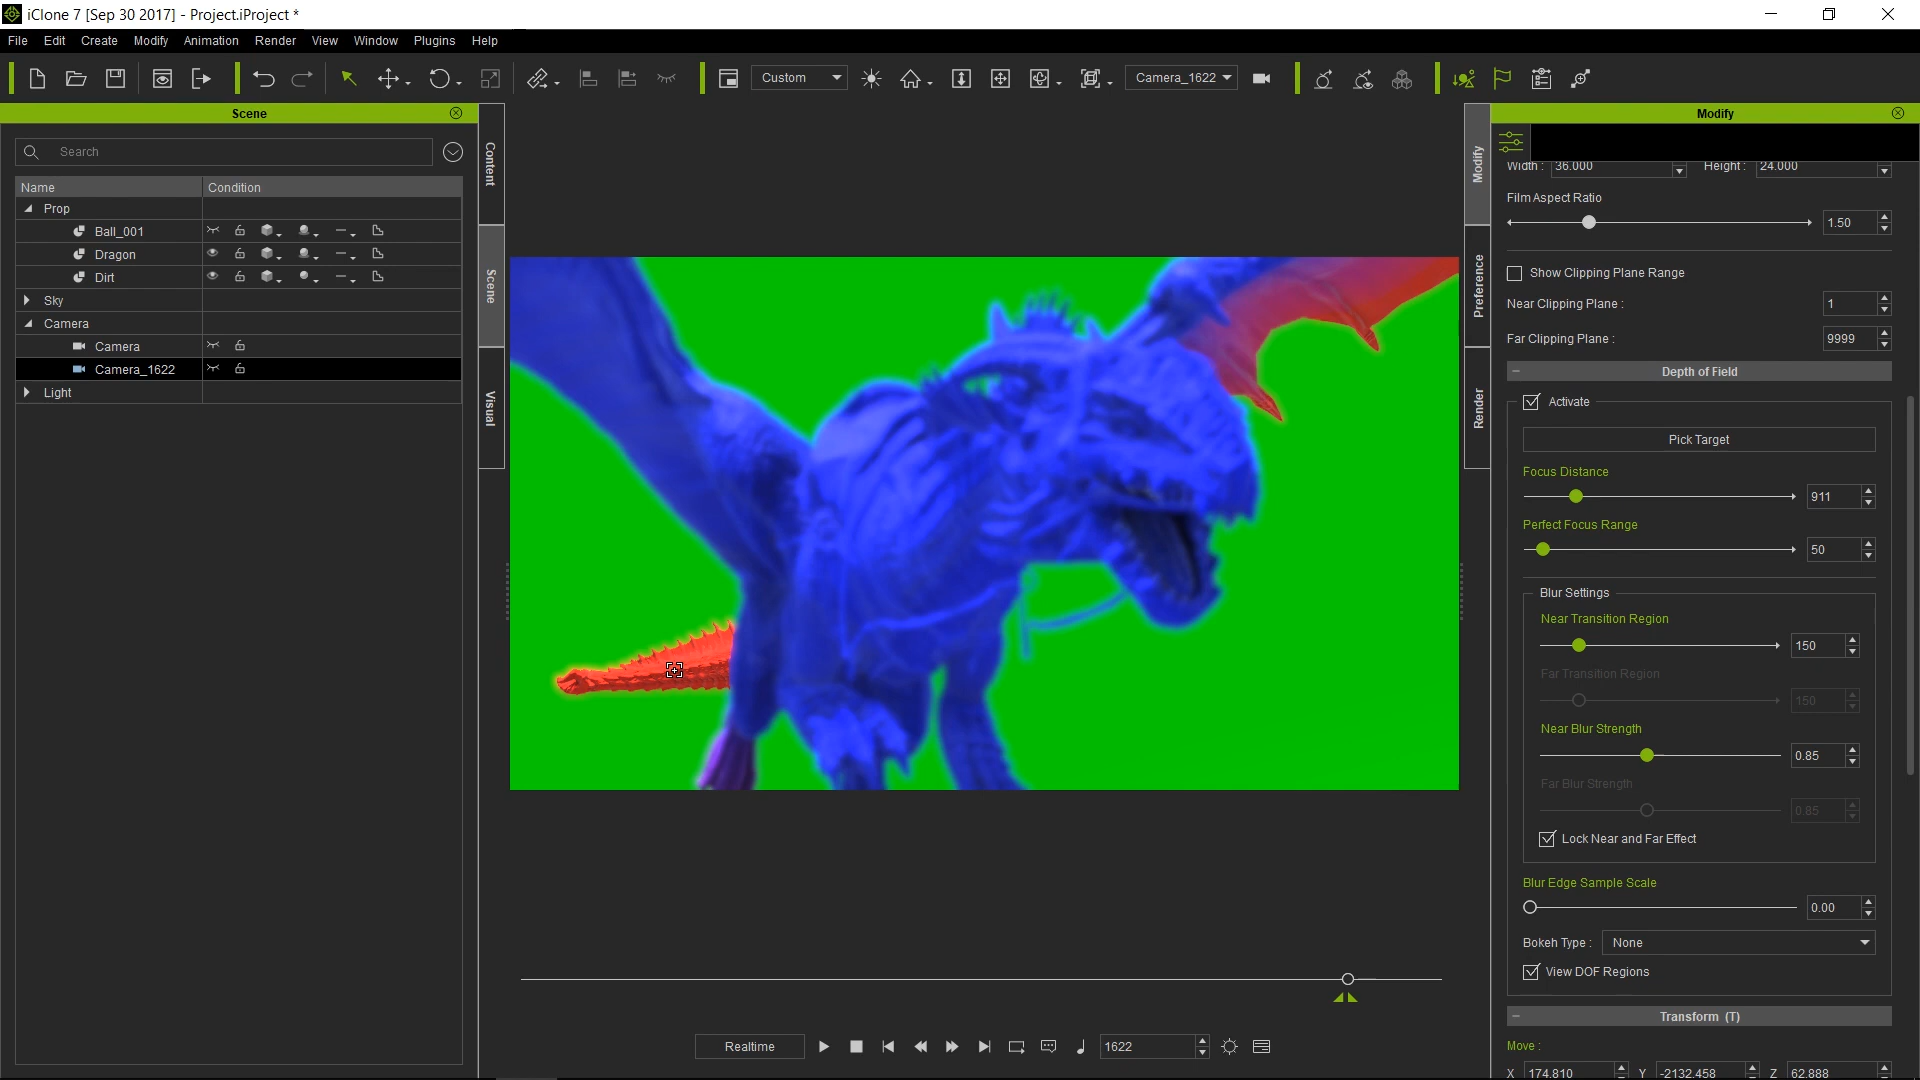 iClone 7 [Sep 30 2017] - Project.iProject *
File Edit Create Modify Animation Render View Window Plugins Help
Custom Camera_1622
Scene
Search
Name Condition
Prop
Ball_001
Dragon
Dirt
Sky
Camera
Camera
Camera_1622
Light
Content
Scene
Visual
Realtime 1622
Modify
Preference
Render
Modify
Width : 36.000 Height : 24.000
Film Aspect Ratio
1.50
Show Clipping Plane Range
Near Clipping Plane : 1
Far Clipping Plane : 9999
Depth of Field
Activate
Pick Target
Focus Distance
911
Perfect Focus Range
50
Blur Settings
Near Transition Region
150
Far Transition Region
150
Near Blur Strength
0.85
Far Blur Strength
0.85
Lock Near and Far Effect
Blur Edge Sample Scale
0.00
Bokeh Type : None
View DOF Regions
Transform (T)
Move :
X 174.810 Y -2132.458 Z 62.888